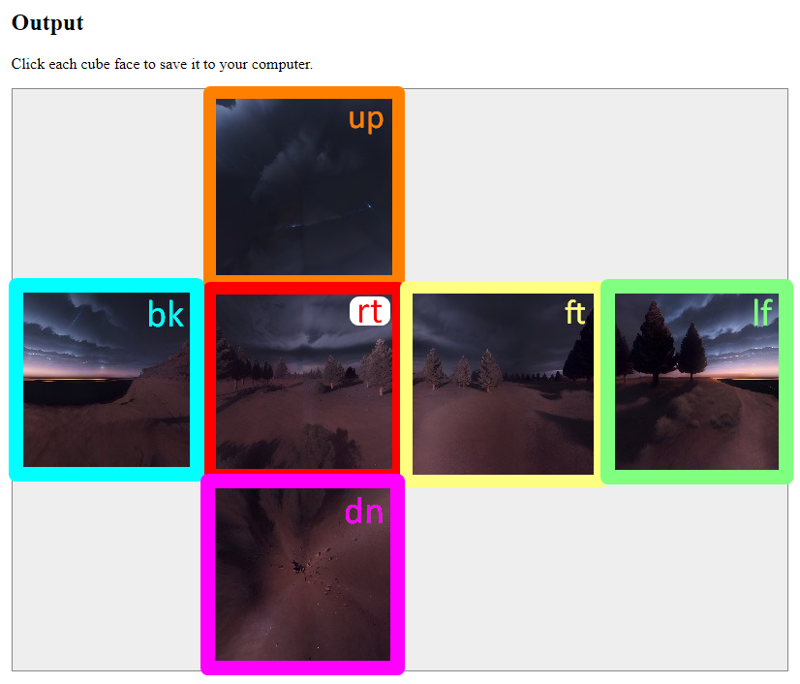 Output
Click each cube face to save it to your computer.
up
bk
rt
ft
lf
dn